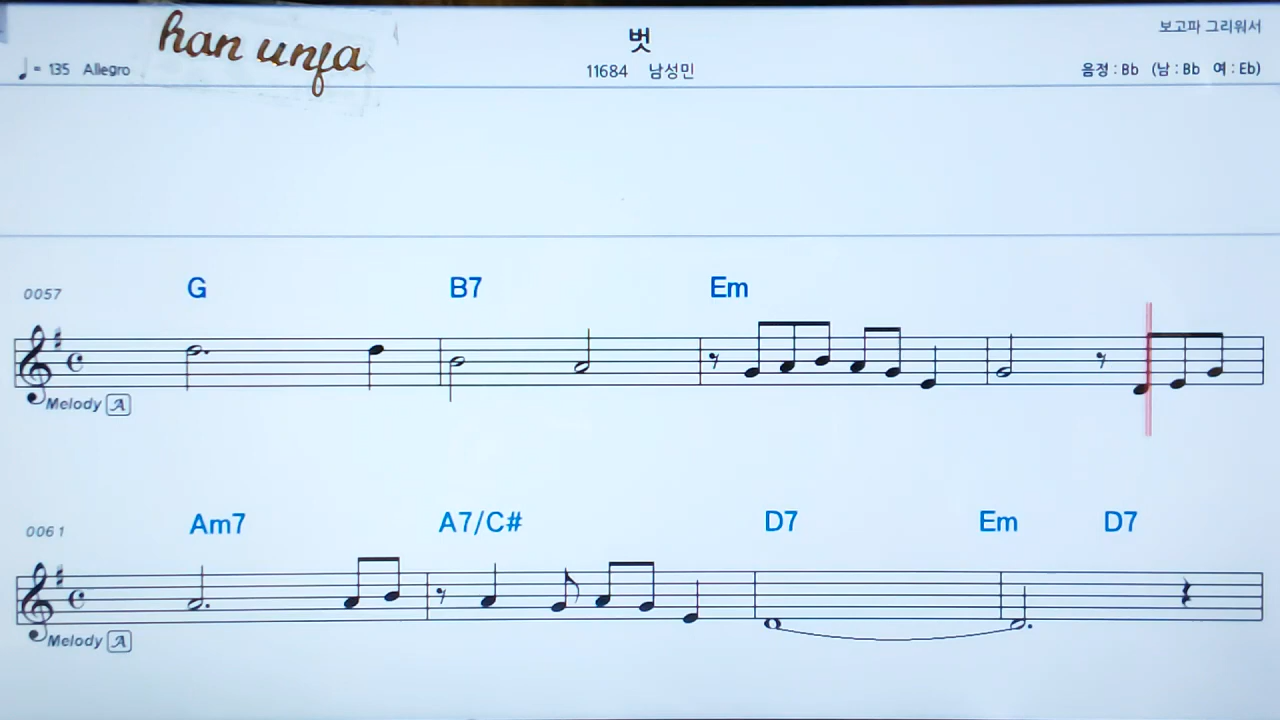 han unfa
벗
보고파 그리워서
♩= 135 Allegro
11684 남성민
음정 : Bb (남 : Bb 여 : Eb)
0057
G B7 Em
Melody A
0061
Am7 A7/C# D7 Em D7
Melody A